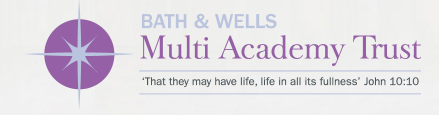 BATH & WELLS
Multi Academy Trust
‘That they may have life, life in all its fullness’ John 10:10